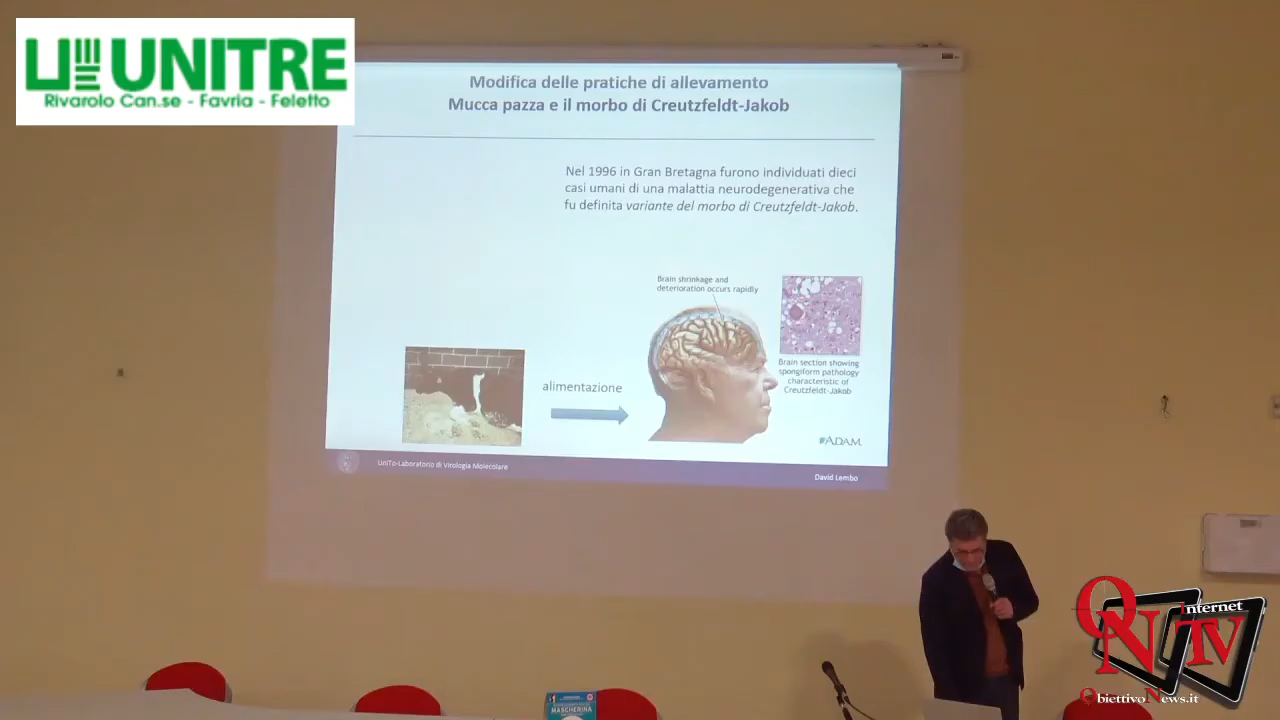 UNITRE
Rivarolo Can.se - Favria - Feletto
Modifica delle pratiche di allevamento
Mucca pazza e il morbo di Creutzfeldt-Jakob
Nel 1996 in Gran Bretagna furono individuati dieci
casi umani di una malattia neurodegenerativa che
fu definita variante del morbo di Creutzfeldt-Jakob.
Brain shrinkage and
deterioration occurs rapidly
Brain section showing
spongiform pathology
characteristic of
Creutzfeldt-Jakob
alimentazione
ADAM.
UniTo-Laboratorio di Virologia Molecolare
David Lembo
MASCHERINA
ON Internet TV
ObiettivoNews.it